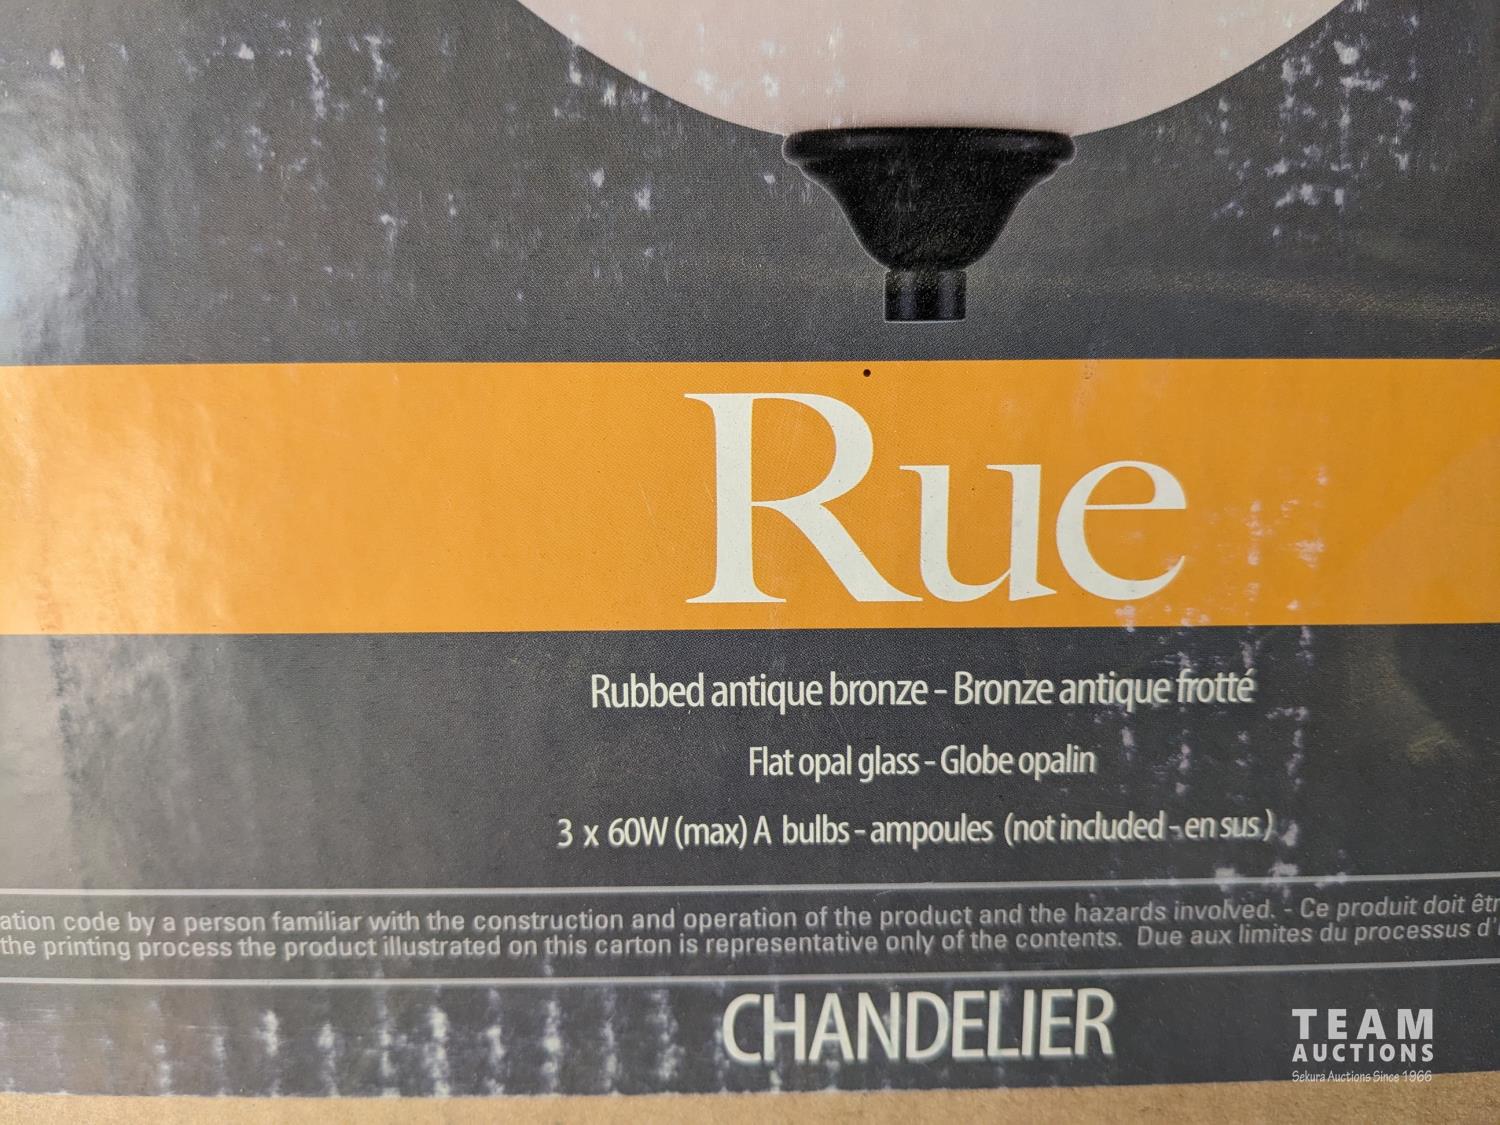 Rue
Rubbed antique bronze - Bronze antique frotté
Flat opal glass - Globe opalin
3 x 60W (max) A bulbs - ampoules (not included - en sus)
ation code by a person familiar with the construction and operation of the product and the hazards involved. - Ce produit doit êtr
the printing process the product illustrated on this carton is representative only of the contents. Due aux limites du processus d'
CHANDELIER
TEAM
AUCTIONS
Sekura Auctions Since 1966